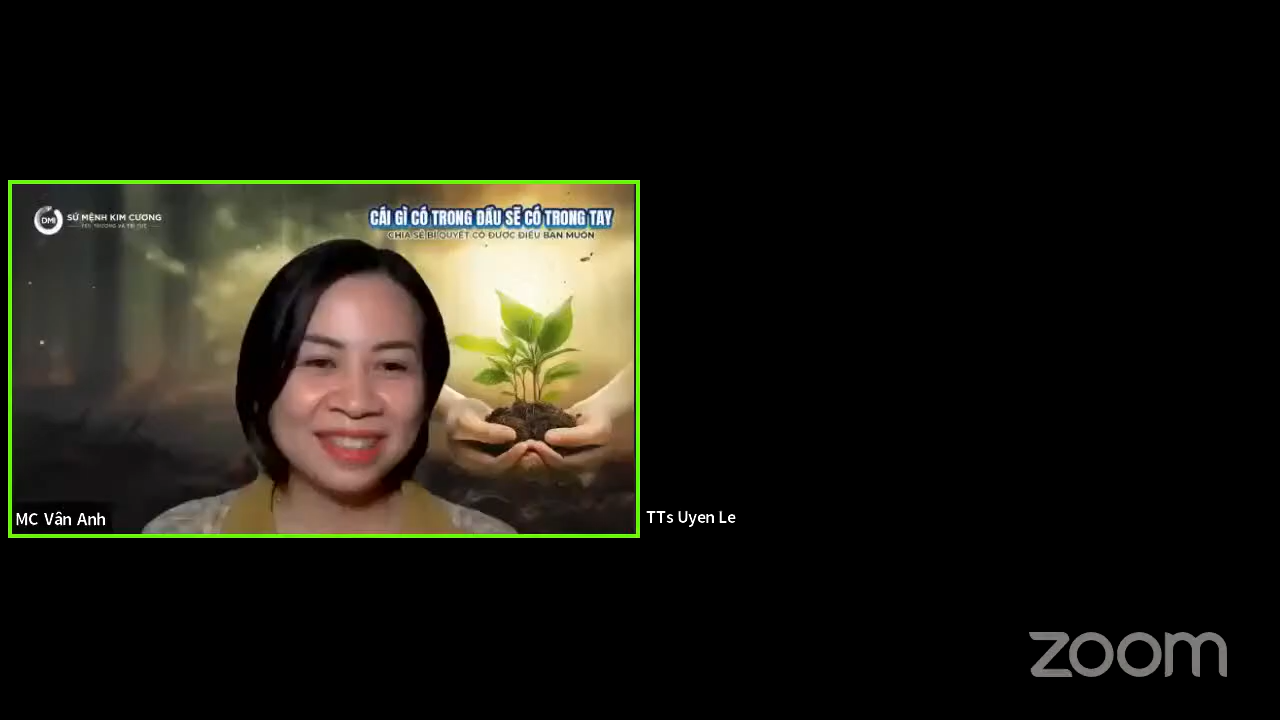 DMI
SỨ MỆNH KIM CƯƠNG
CÁI GÌ CÓ TRONG ĐẦU SẼ CÓ TRONG TAY
CHIA SẺ BÍ QUYẾT CÓ ĐƯỢC ĐIỀU BẠN MUỐN
MC Vân Anh
TTs Uyen Le
zoom